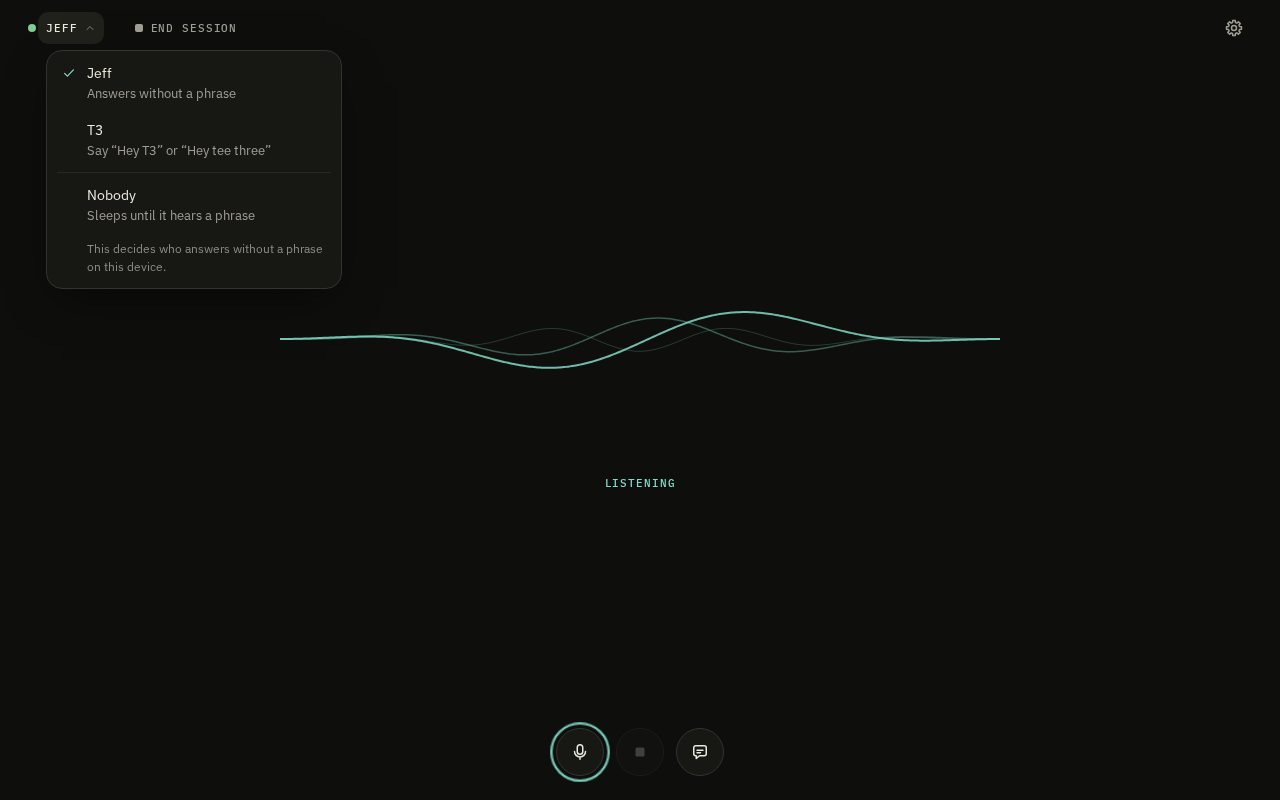 JEFF
END SESSION
Jeff
Answers without a phrase
T3
Say “Hey T3” or “Hey tee three”
Nobody
Sleeps until it hears a phrase
This decides who answers without a phrase
on this device.
LISTENING